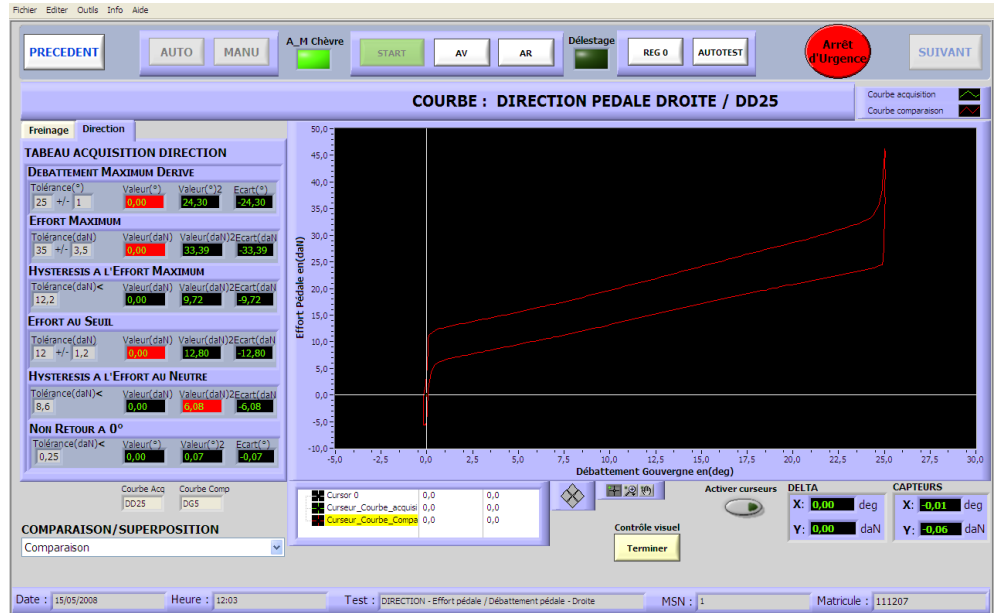 Fichier Editer Outils Info Aide
PRECEDENT
AUTO
MANU
A_M Chèvre
START
AV
AR
Délestage
REG 0
AUTOTEST
Arrêt
d'Urgence
SUIVANT
COURBE : DIRECTION PEDALE DROITE / DD25
Courbe acquisition
Courbe comparaison
Freinage Direction
TABEAU ACQUISITION DIRECTION
DEBATTEMENT MAXIMUM DERIVE
Tolérance(°) Valeur(°) Valeur(°)2 Ecart(°)
25 +/- 1 0,00 24,30 -24,30
EFFORT MAXIMUM
Tolérance(daN) Valeur(daN) Valeur(daN)2Ecart(daN
35 +/- 3,5 0,00 33,39 -33,39
HYSTERESIS A L'EFFORT MAXIMUM
Tolérance(daN)< Valeur(daN) Valeur(daN)2Ecart(daN
12,2 0,00 9,72 -9,72
EFFORT AU SEUIL
Tolérance(daN) Valeur(daN) Valeur(daN)2Ecart(daN
12 +/- 1,2 0,00 12,80 -12,80
HYSTERESIS A L'EFFORT AU NEUTRE
Tolérance(daN)< Valeur(daN) Valeur(daN)2Ecart(daN
8,6 0,00 6,08 -6,08
NON RETOUR A 0°
Tolérance(daN)< Valeur(°) Valeur(°)2 Ecart(°)
0,25 0,00 0,07 -0,07
Courbe Acq Courbe Comp
DD25 DG5
COMPARAISON/SUPERPOSITION
Comparaison
Effort Pédale en(daN)
50,0
45,0
40,0
35,0
30,0
25,0
20,0
15,0
10,0
5,0
0,0
-5,0
-10,0
-5,0 -2,5 0,0 2,5 5,0 7,5 10,0 12,5 15,0 17,5 20,0 22,5 25,0 27,5 30,0
Débattement Gouvergne en(deg)
Cursor 0 0,0 0,0
Curseur_Courbe_acquisi 0,0 0,0
Curseur_Courbe_Compa 0,0 0,0
Contrôle visuel
Terminer
Activer curseurs
DELTA
X: 0,00 deg
Y: 0,00 daN
CAPTEURS
X: -0,01 deg
Y: -0,06 daN
Date : 15/05/2008 Heure : 12:03 Test : DIRECTION - Effort pédale / Débattement pédale - Droite MSN : 1 Matricule : 111207